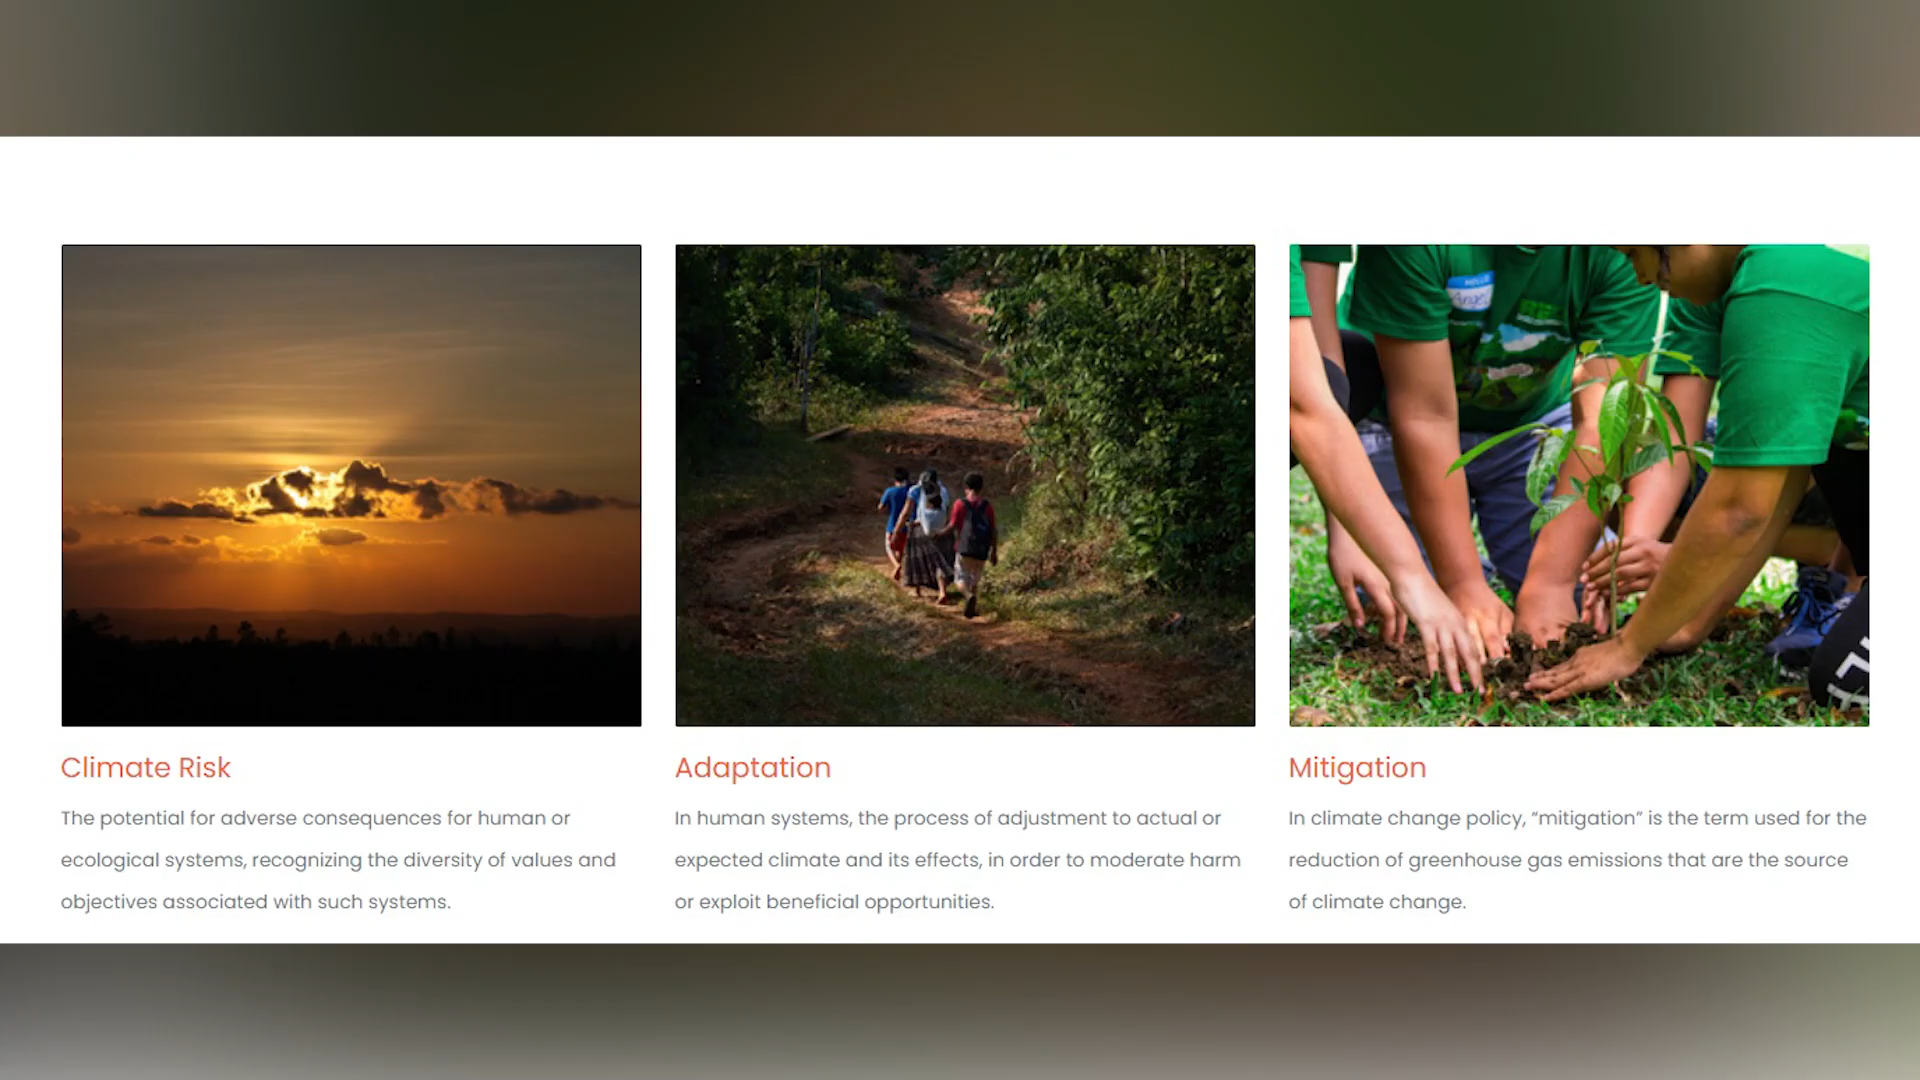 HELLO
Angel
Climate Risk
The potential for adverse consequences for human or
ecological systems, recognizing the diversity of values and
objectives associated with such systems.
Adaptation
In human systems, the process of adjustment to actual or
expected climate and its effects, in order to moderate harm
or exploit beneficial opportunities.
Mitigation
In climate change policy, “mitigation” is the term used for the
reduction of greenhouse gas emissions that are the source
of climate change.